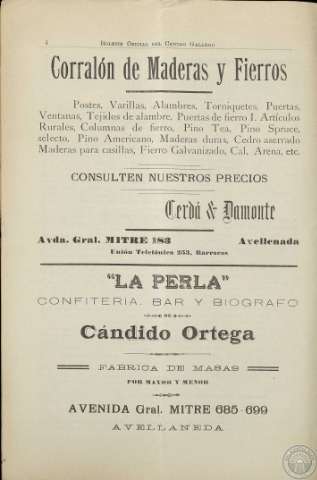 4 BOLETIN OFICIAL DEL CENTRO GALLEGO
Corralón de Maderas y Fierros
Postes, Varillas, Alambres, Torniquetes, Puertas,
Ventanas, Tejidos de alambre, Puertas de fierro I. Artículos
Rurales, Columnas de fierro, Pino Tea, Pino Spruce,
selecto, Pino Americano, Maderas duras, Cedro aserrado
Maderas para casillas, Fierro Galvanizado, Cal, Arena, etc.
CONSULTEN NUESTROS PRECIOS
Cerdá & Damonte
Avda. Gral. MITRE 183 Avellenada
Unión Telefónica 253, Barracas
"LA PERLA"
CONFITERIA, BAR Y BIOGRAFO
DE
Cándido Ortega
FABRICA DE MASAS
POR MAYOR Y MENOR
AVENIDA Gral. MITRE 685-699
AVELLANEDA